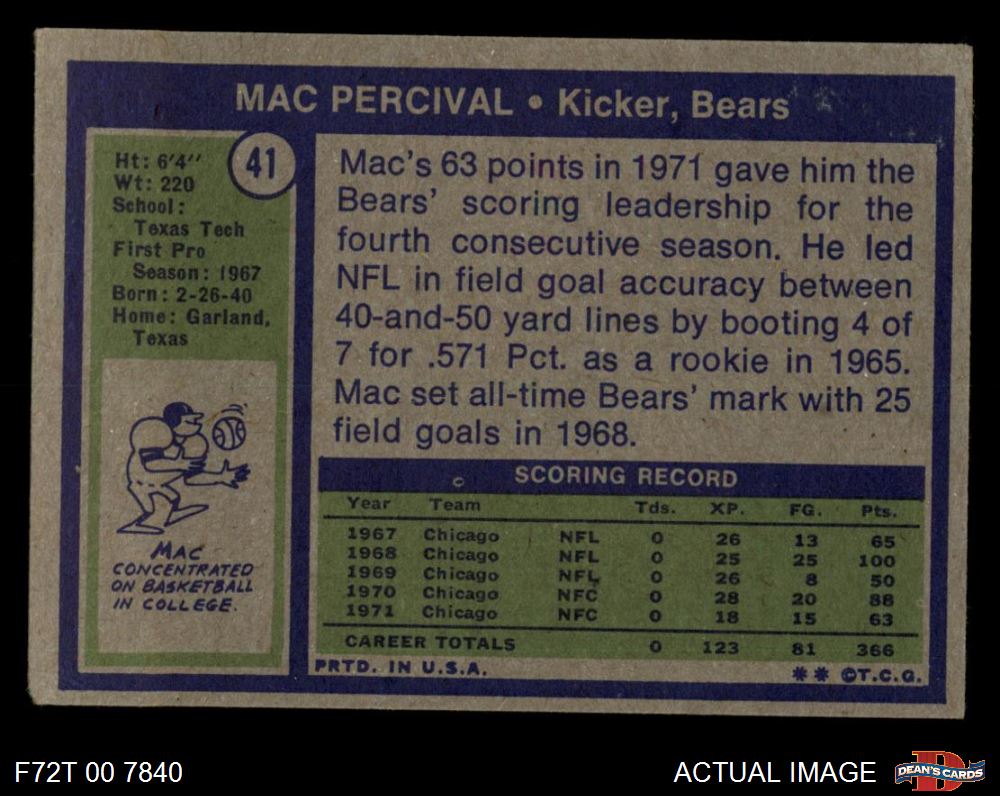 MAC PERCIVAL • Kicker, Bears
41
Ht: 6'4''
Wt: 220
School:
Texas Tech
First Pro
Season: 1967
Born: 2-26-40
Home: Garland,
Texas
MAC
CONCENTRATED
ON BASKETBALL
IN COLLEGE.
Mac's 63 points in 1971 gave him the
Bears' scoring leadership for the
fourth consecutive season. He led
NFL in field goal accuracy between
40-and-50 yard lines by booting 4 of
7 for .571 Pct. as a rookie in 1965.
Mac set all-time Bears' mark with 25
field goals in 1968.
SCORING RECORD
Year Team Tds. XP. FG. Pts.
1967 Chicago NFL 0 26 13 65
1968 Chicago NFL 0 25 25 100
1969 Chicago NFL 0 26 8 50
1970 Chicago NFC 0 28 20 88
1971 Chicago NFC 0 18 15 63
CAREER TOTALS 0 123 81 366
PRTD. IN U.S.A. ** ©T.C.G.
F72T 00 7840
ACTUAL IMAGE
DEAN'S CARDS